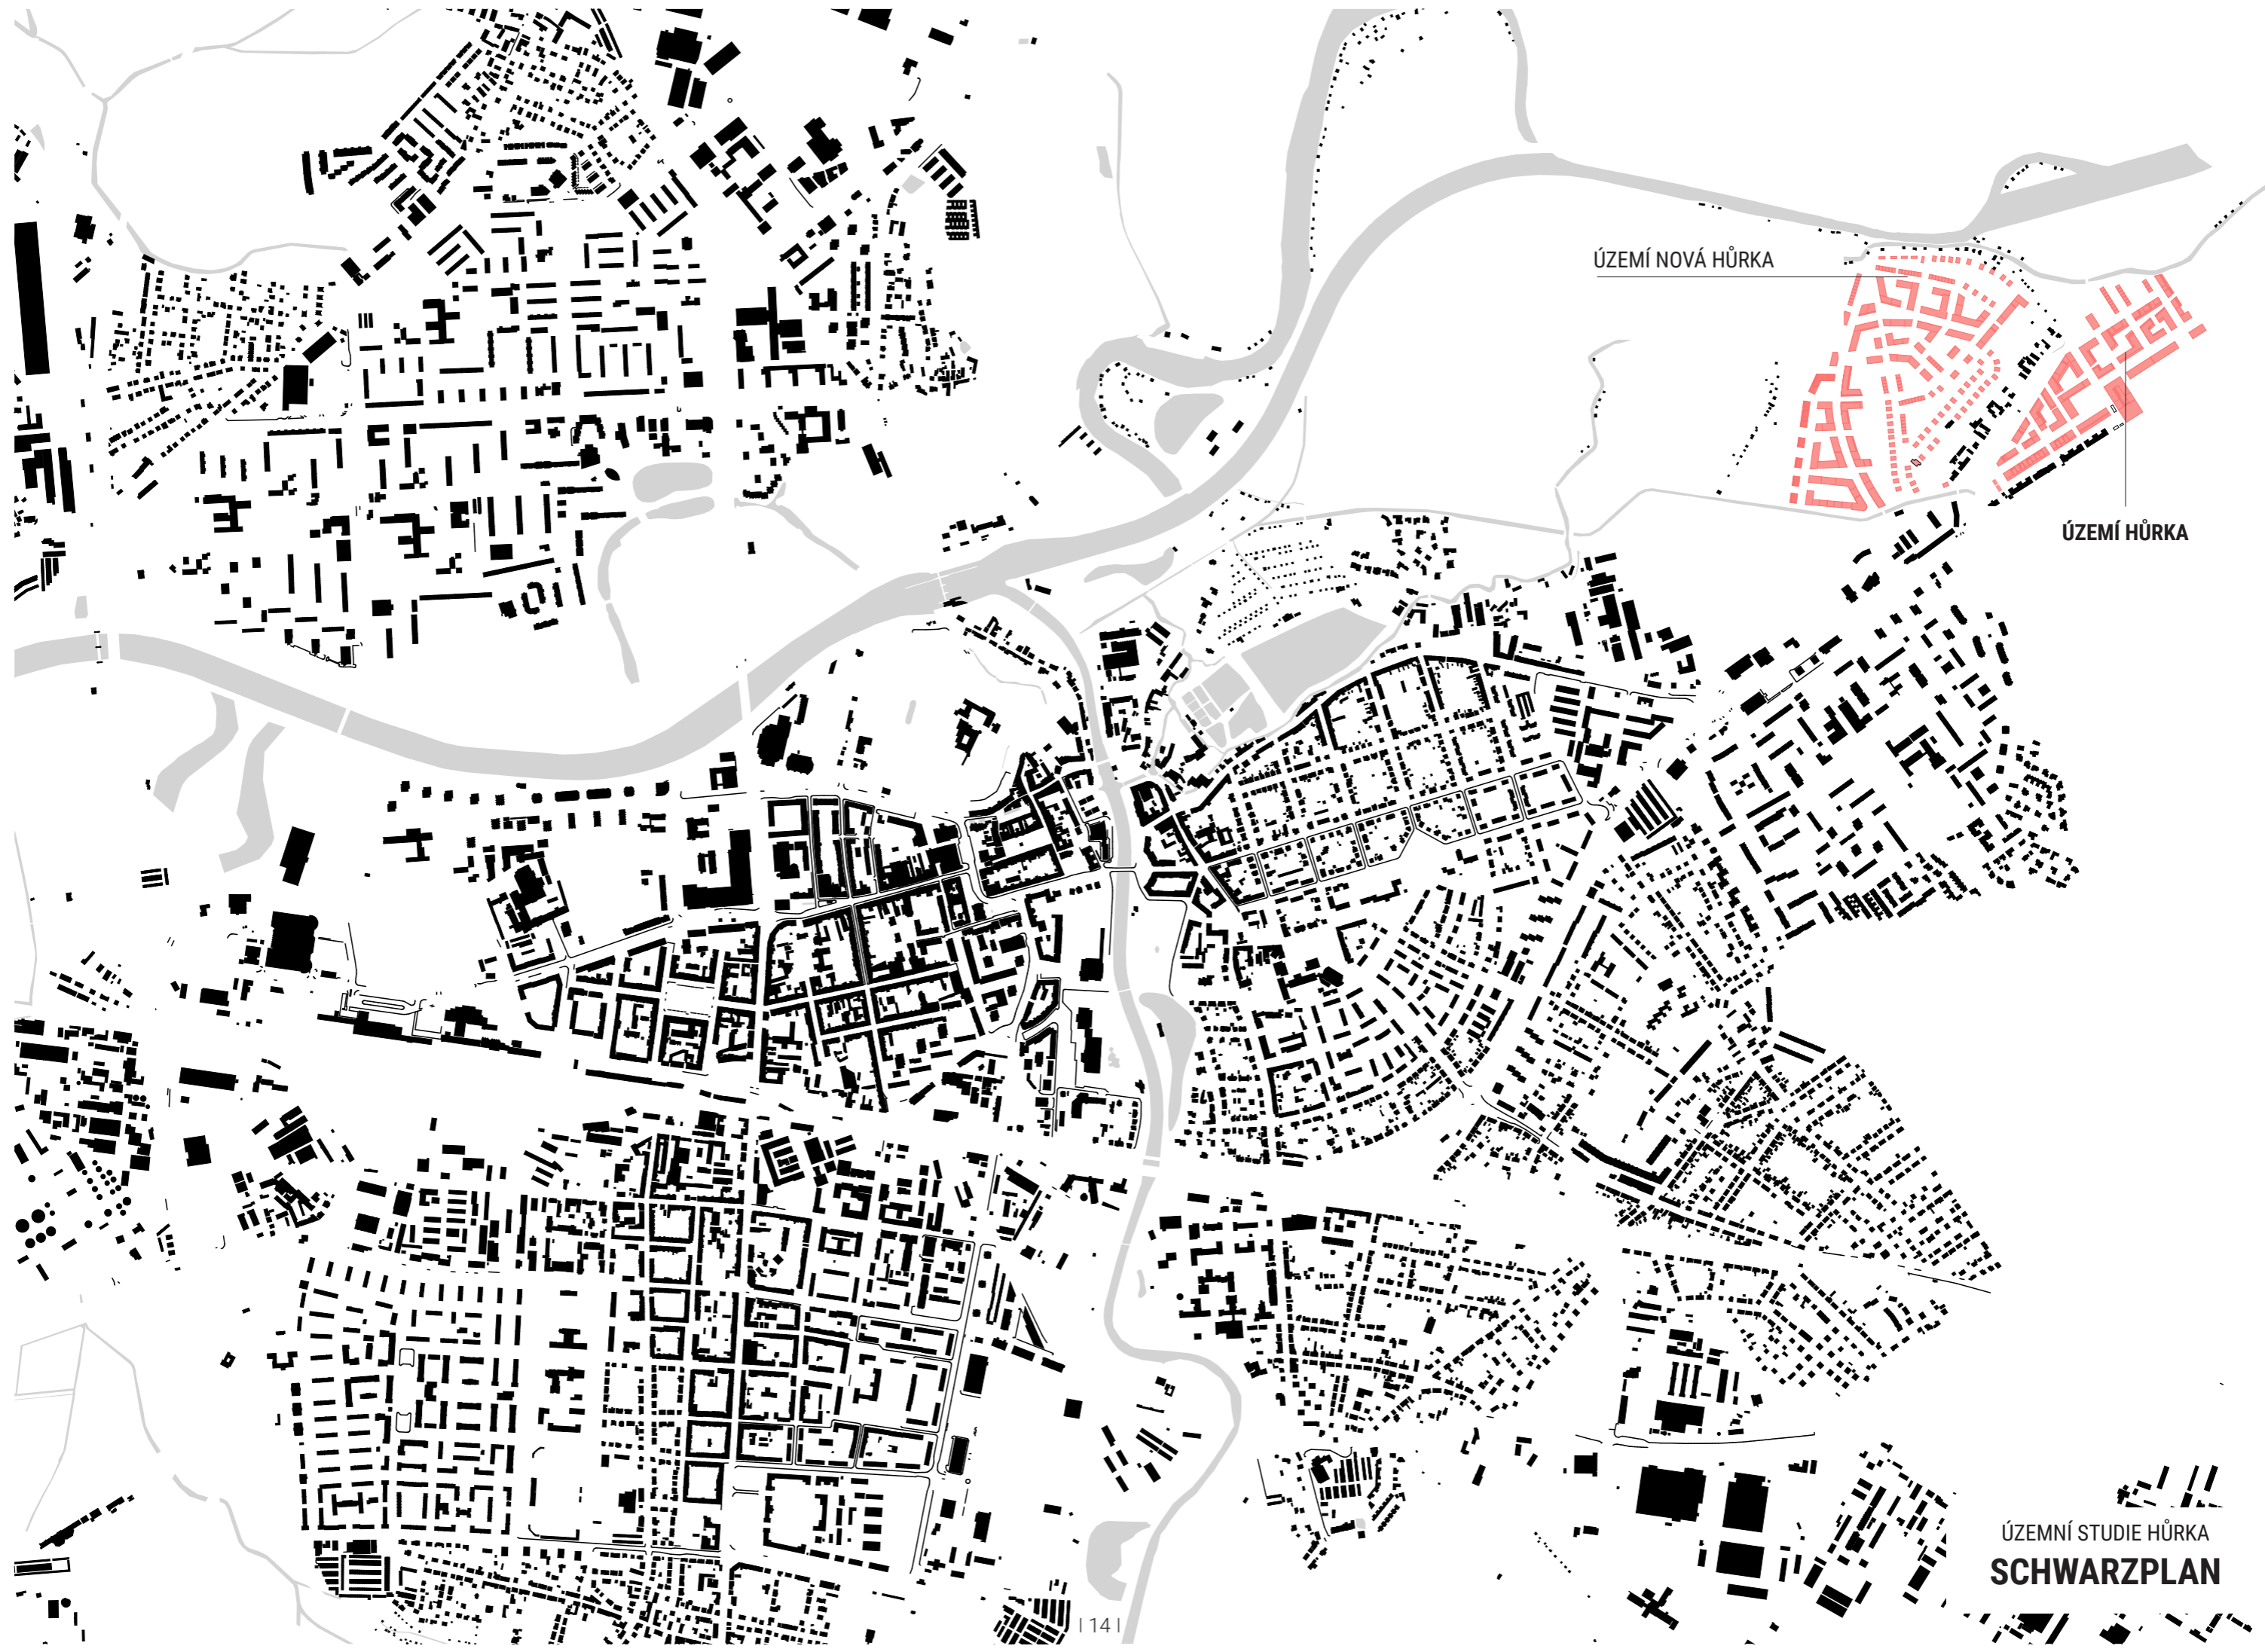 ÚZEMÍ NOVÁ HŮRKA
ÚZEMÍ HŮRKA
ÚZEMNÍ STUDIE HŮRKA
SCHWARZPLAN
| 14 |